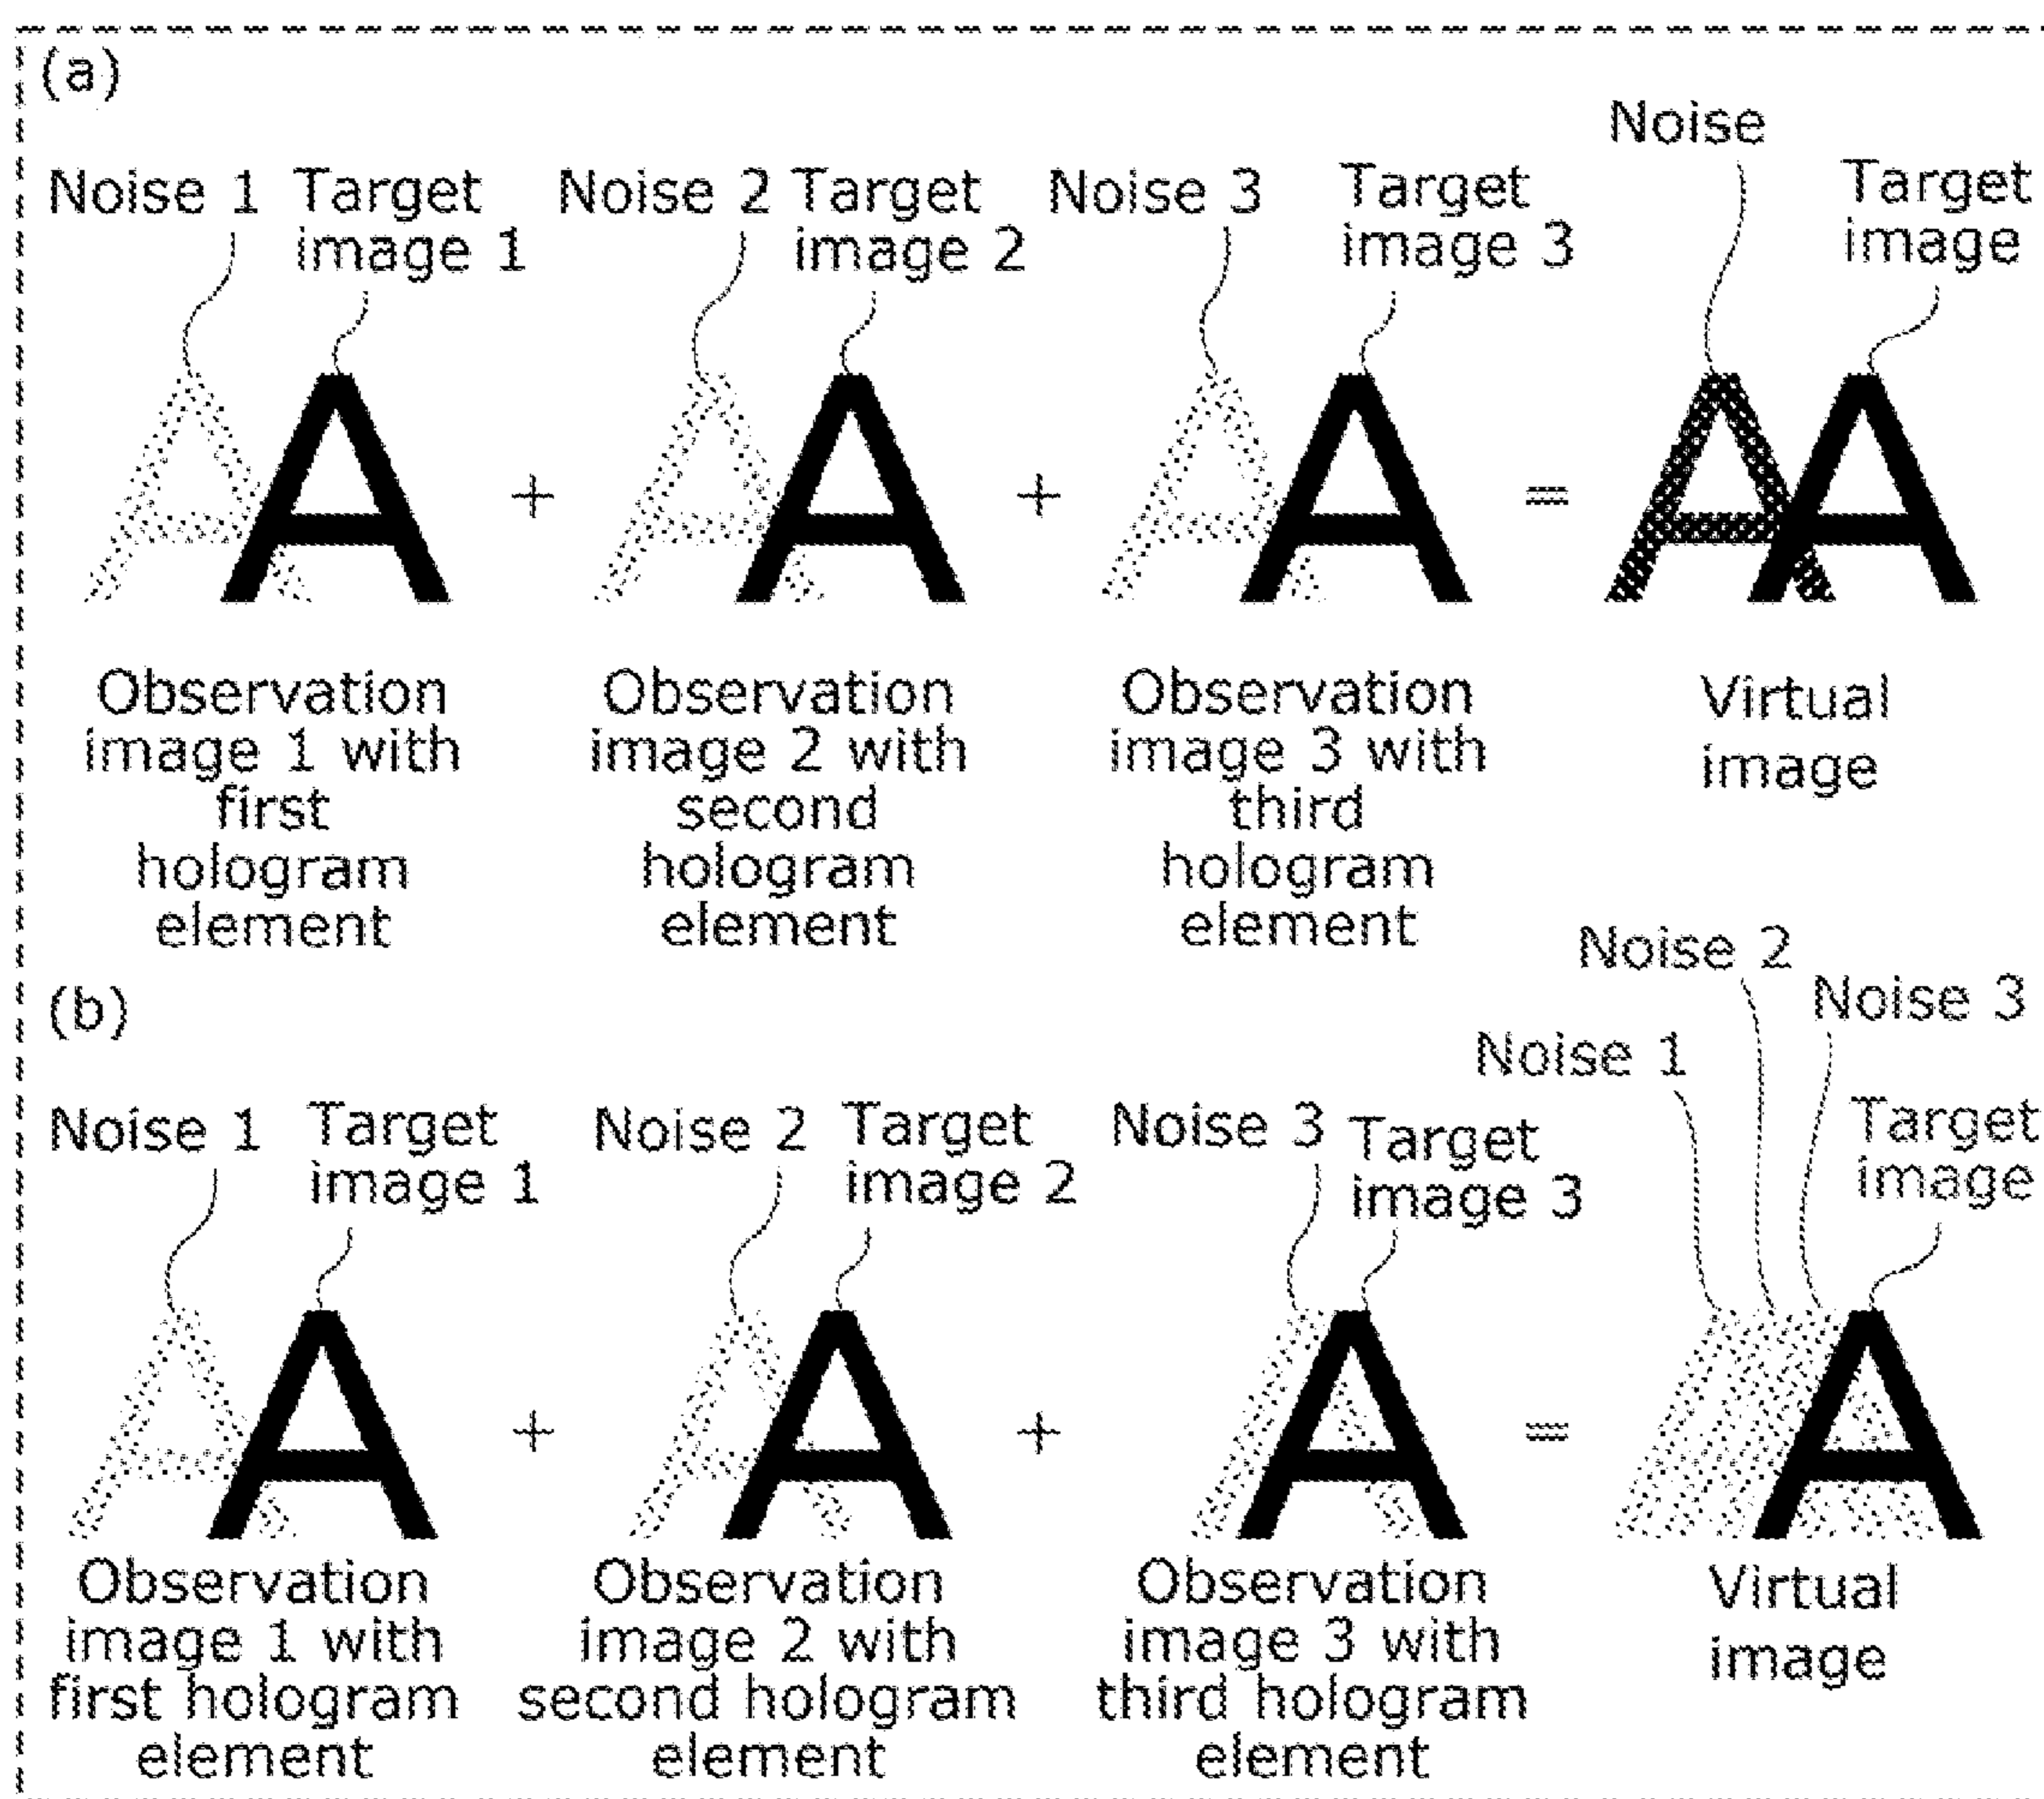 (a)
Noise
Noise 1
Target
image 1
Noise 2
Target
image 2
Noise 3
Target
image 3
Target
image
A A + A A + A A = A A
Observation
image 1 with
first
hologram
element
Observation
image 2 with
second
hologram
element
Observation
image 3 with
third
hologram
element
Virtual
image
(b)
Noise 1
Target
image 1
Noise 2
Target
image 2
Noise 3
Target
image 3
Noise 1
Noise 2
Noise 3
Target
image
A A + A A + A A = A
Observation
image 1 with
first hologram
element
Observation
image 2 with
second hologram
element
Observation
image 3 with
third hologram
element
Virtual
image